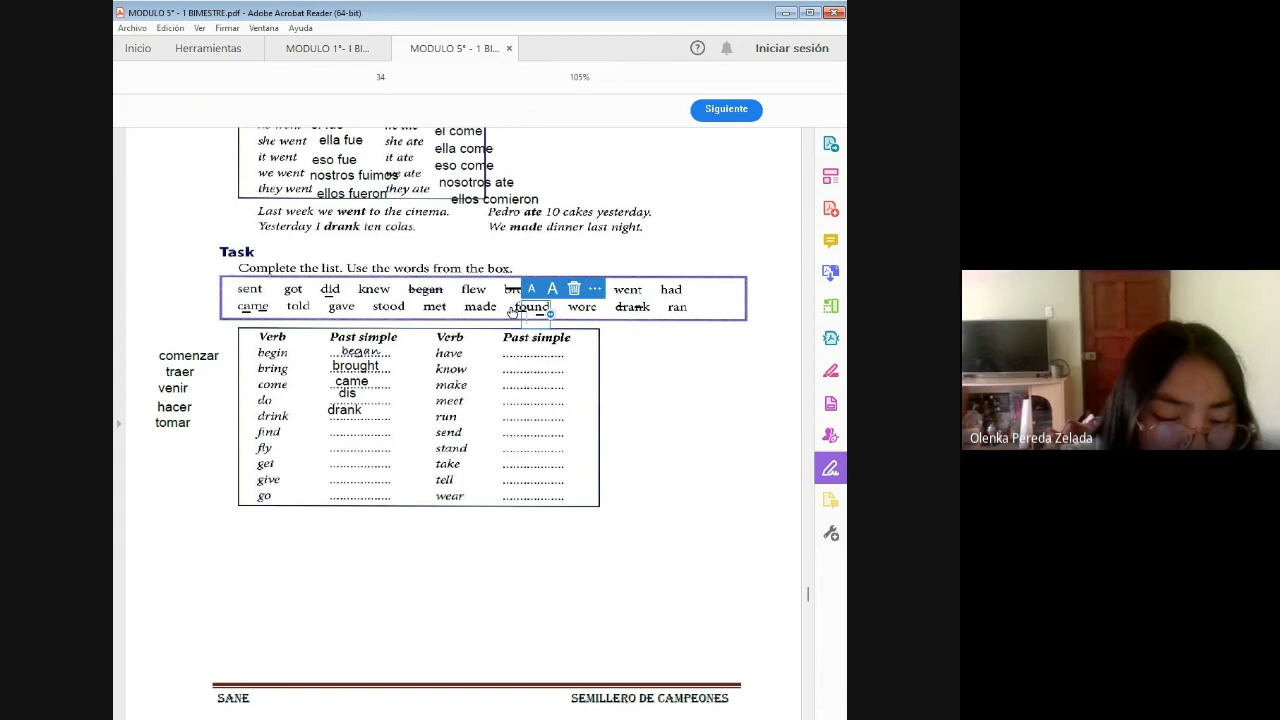 MODULO 5° - 1 BIMESTRE.pdf - Adobe Acrobat Reader (64-bit)
Archivo Edición Ver Firmar Ventana Ayuda
Inicio Herramientas MODULO 1°- I BI... MODULO 5° - 1 BI... × Iniciar sesión
34 105%
Siguiente
el come
she went ella fue she ate ella come
it went eso fue it ate eso come
we went nostros fuimos ate nosotros ate
they went ellos fueron they ate ellos comieron
Last week we went to the cinema. Pedro ate 10 cakes yesterday.
Yesterday I drank ten colas. We made dinner last night.
Task
Complete the list. Use the words from the box.
sent got did knew began flew went had
came told gave stood met made found wore drank ran
Verb Past simple Verb Past simple
comenzar begin began have ..................
traer bring brought know ..................
venir come came make ..................
hacer do dis meet ..................
tomar drink drank run ..................
find .................. send ..................
fly .................. stand ..................
get .................. take ..................
give .................. tell ..................
go .................. wear ..................
SANE SEMILLERO DE CAMPEONES
Olenka Pereda Zelada